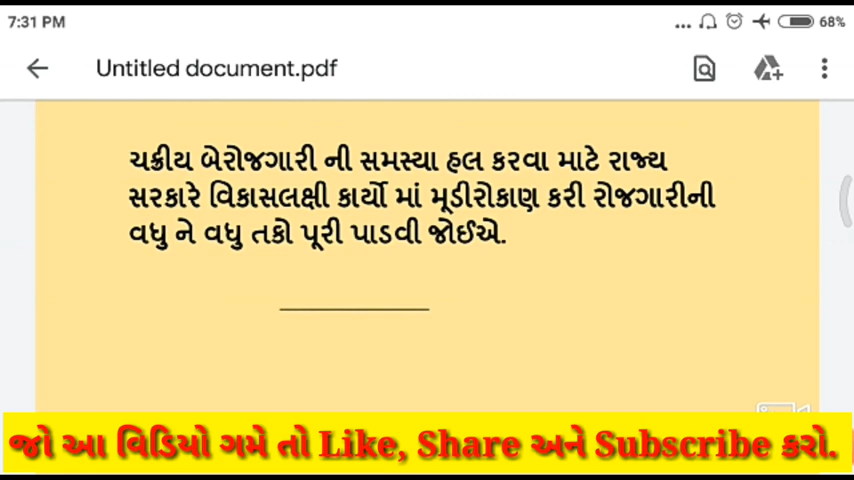 7:31 PM
... 68%
Untitled document.pdf
ચક્રીય બેરોજગારી ની સમસ્યા હલ કરવા માટે રાજ્ય
સરકારે વિકાસલક્ષી કાર્યો માં મૂડીરોકાણ કરી રોજગારીની
વધુ ને વધુ તકો પૂરી પાડવી જોઈએ.
જો આ વિડિયો ગમે તો Like, Share અને Subscribe કરો.